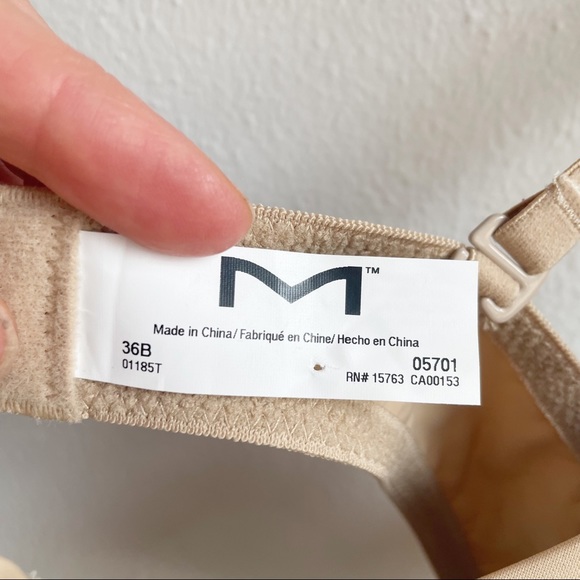 M™
Made in China/ Fabriqué en Chine/ Hecho en China
36B 05701
01185T RN# 15763 CA00153